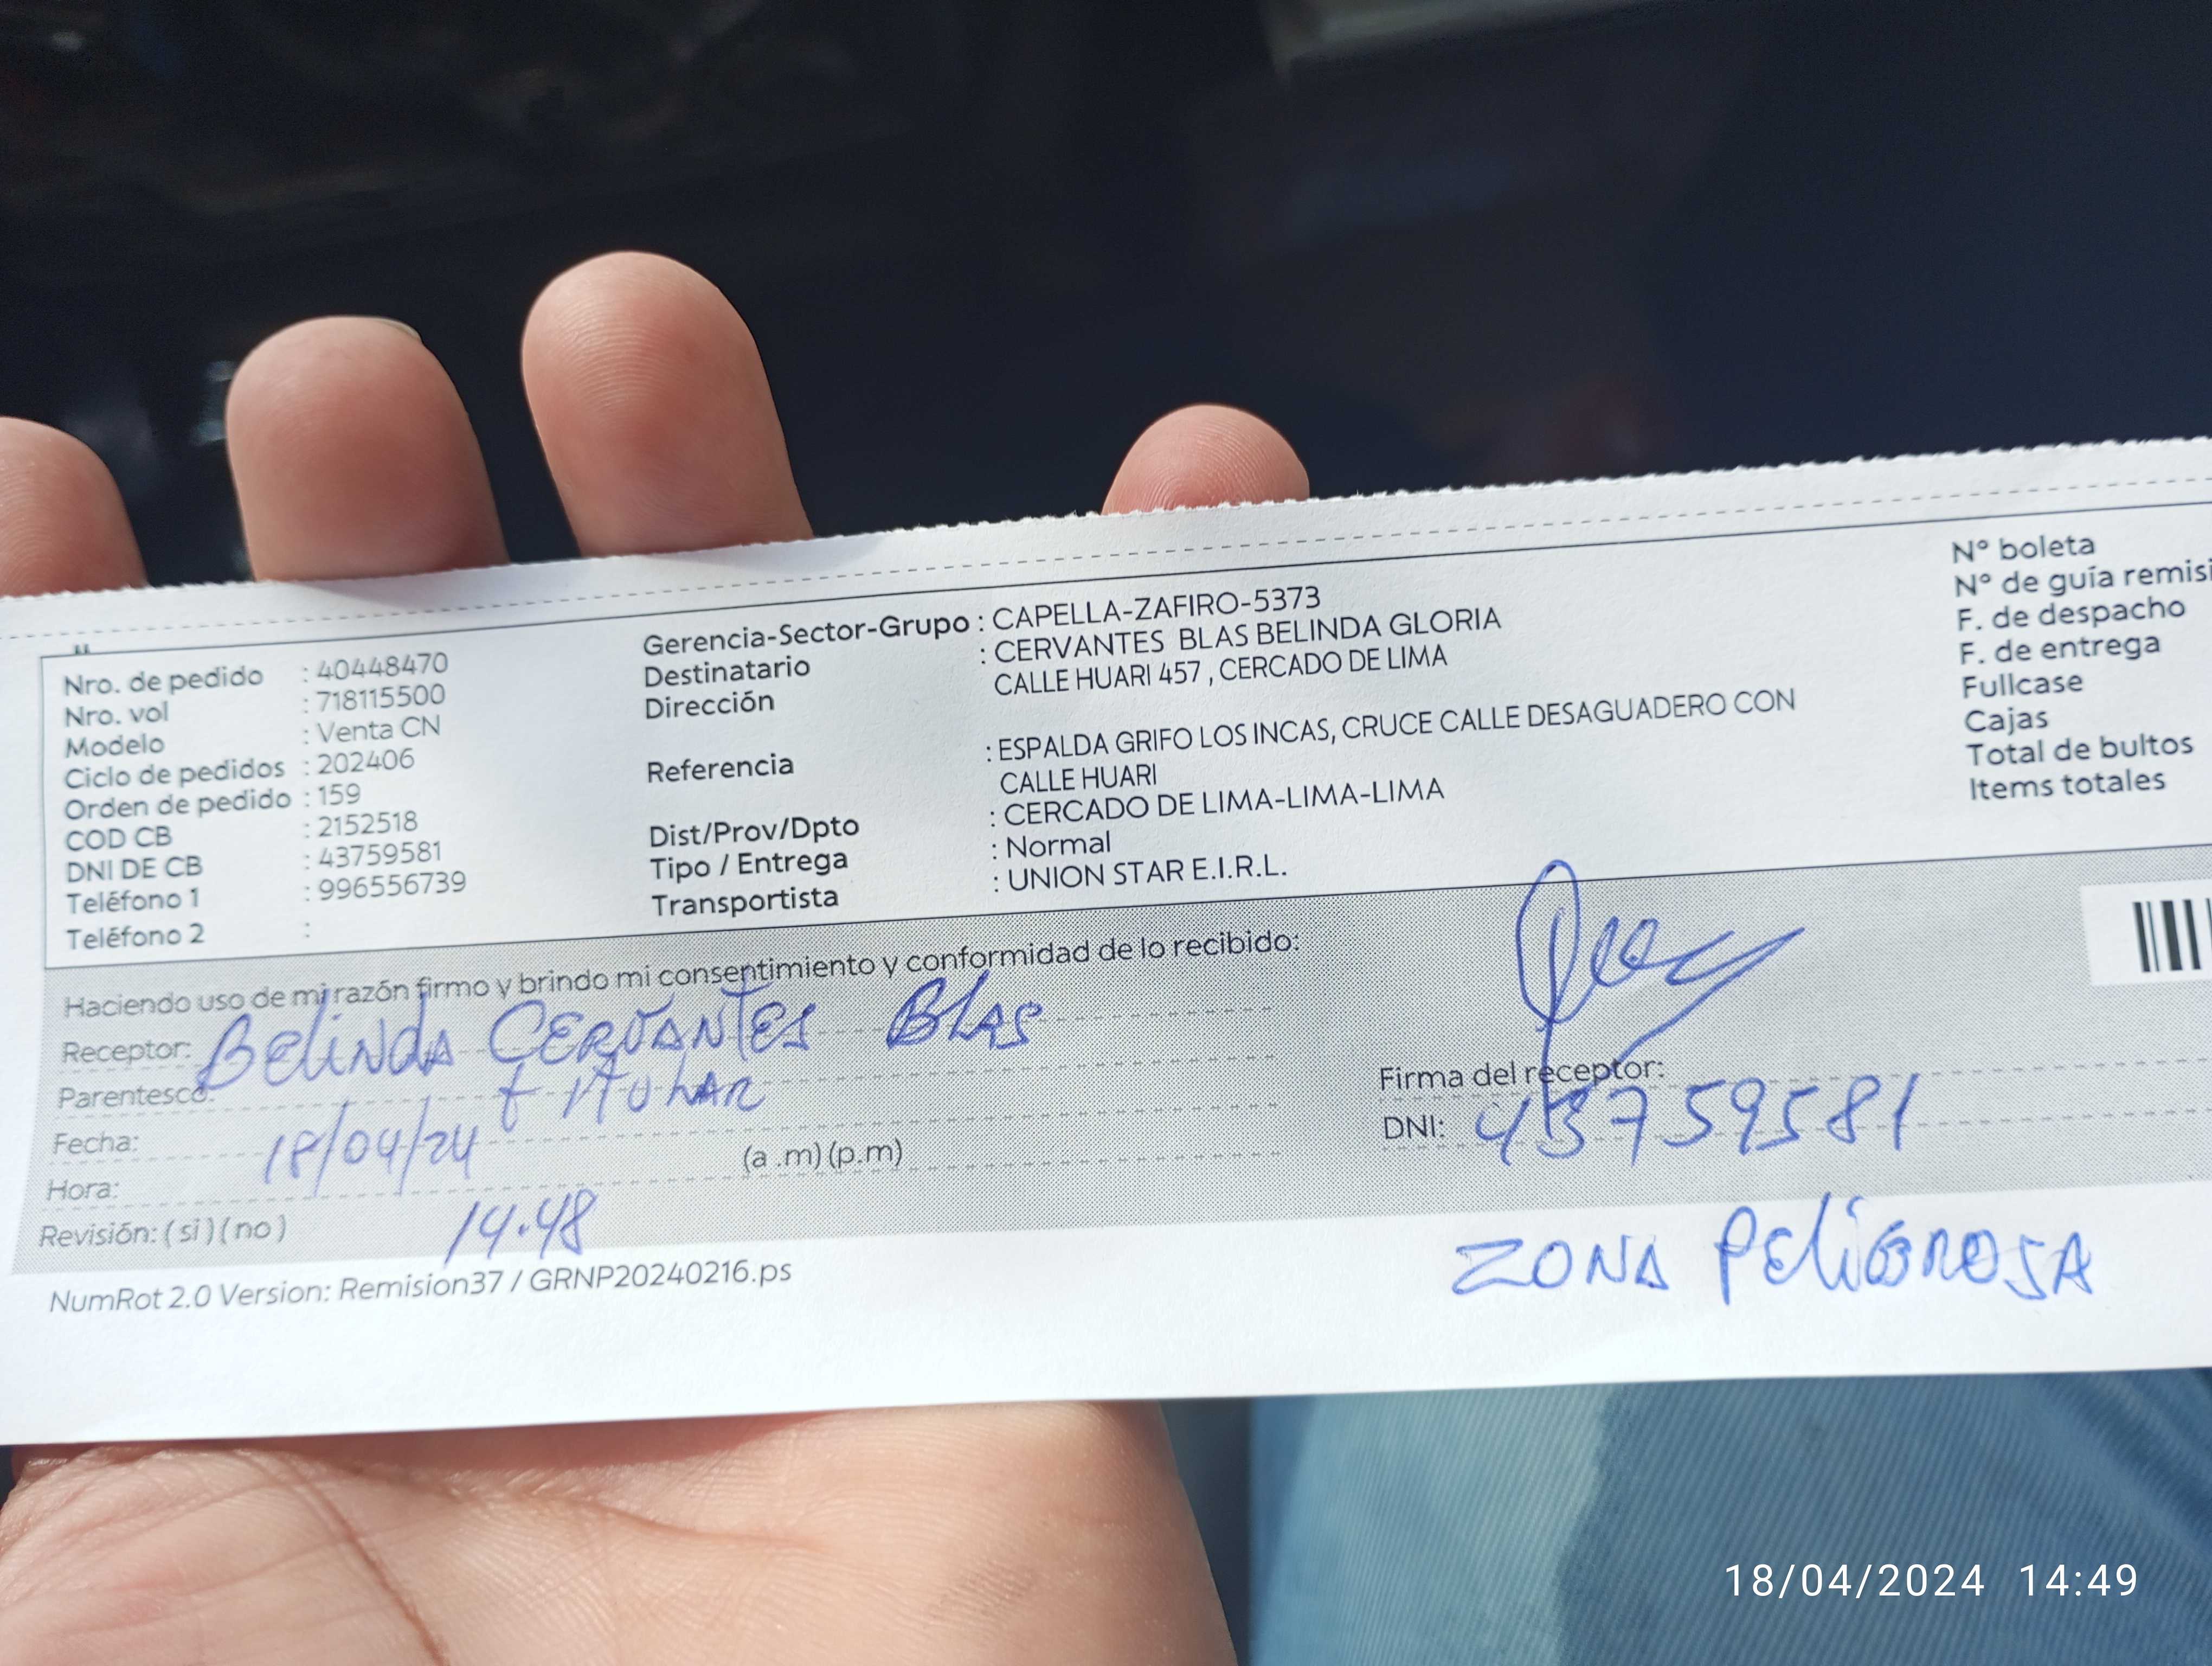 Nro. de pedido : 40448470
Nro. vol : 718115500
Modelo : Venta CN
Ciclo de pedidos : 202406
Orden de pedido : 159
COD CB : 2152518
DNI DE CB : 43759581
Teléfono 1 : 996556739
Teléfono 2 :
Gerencia-Sector-Grupo : CAPELLA-ZAFIRO-5373
Destinatario : CERVANTES BLAS BELINDA GLORIA
Dirección CALLE HUARI 457 , CERCADO DE LIMA
Referencia : ESPALDA GRIFO LOS INCAS, CRUCE CALLE DESAGUADERO CON
CALLE HUARI
Dist/Prov/Dpto : CERCADO DE LIMA-LIMA-LIMA
Tipo / Entrega : Normal
Transportista : UNION STAR E.I.R.L.
N° boleta
N° de guía remisi
F. de despacho
F. de entrega
Fullcase
Cajas
Total de bultos
Items totales
Haciendo uso de mi razón firmo y brindo mi consentimiento y conformidad de lo recibido:
Receptor: BELINDA CERVANTES BLAS
Parentesco: titULAR
Fecha: 18/04/24
Hora: 14.48 (a .m) (p.m)
Revisión: ( si ) ( no )
Firma del receptor:
DNI: 43759581
ZONA PELIGROSA
NumRot 2.0 Version: Remision37 / GRNP20240216.ps
18/04/2024 14:49